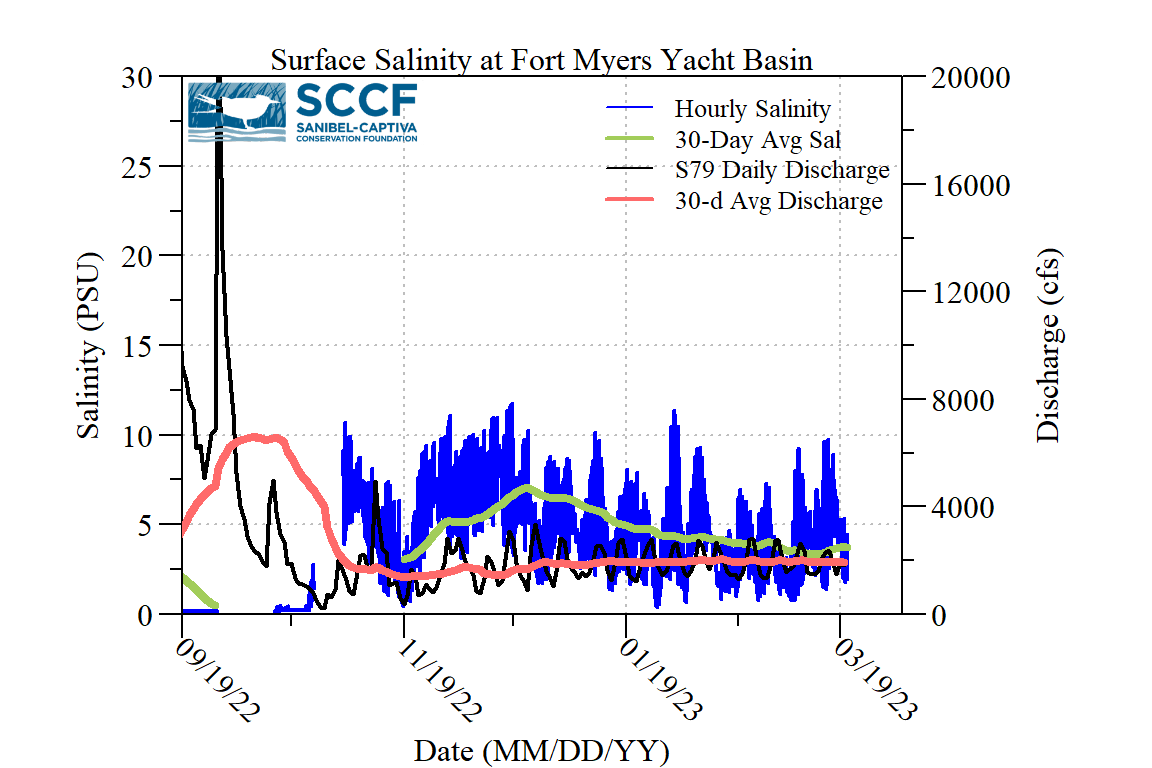 Surface Salinity at Fort Myers Yacht Basin
SCCF
SANIBEL-CAPTIVA
CONSERVATION FOUNDATION
Hourly Salinity
30-Day Avg Sal
S79 Daily Discharge
30-d Avg Discharge
Salinity (PSU)
30
25
20
15
10
5
0
20000
16000
12000
8000
4000
0
Discharge (cfs)
09/19/22
11/19/22
01/19/23
03/19/23
Date (MM/DD/YY)